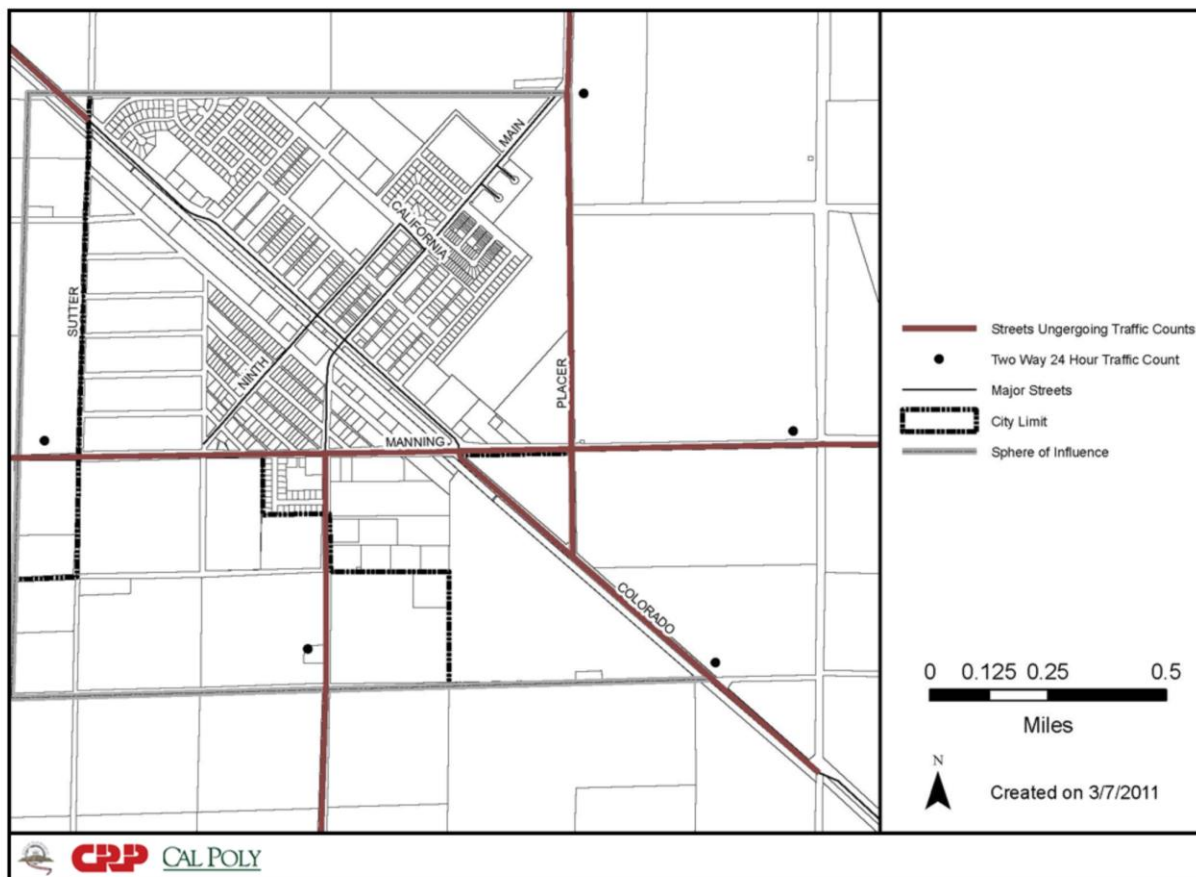 MAIN
CALIFORNIA
SUTTER
NINTH
PLACER
MANNING
COLORADO
Streets Ungergoing Traffic Counts
Two Way 24 Hour Traffic Count
Major Streets
City Limit
Sphere of Influence
0 0.125 0.25 0.5
Miles
N
Created on 3/7/2011
CRP CAL POLY